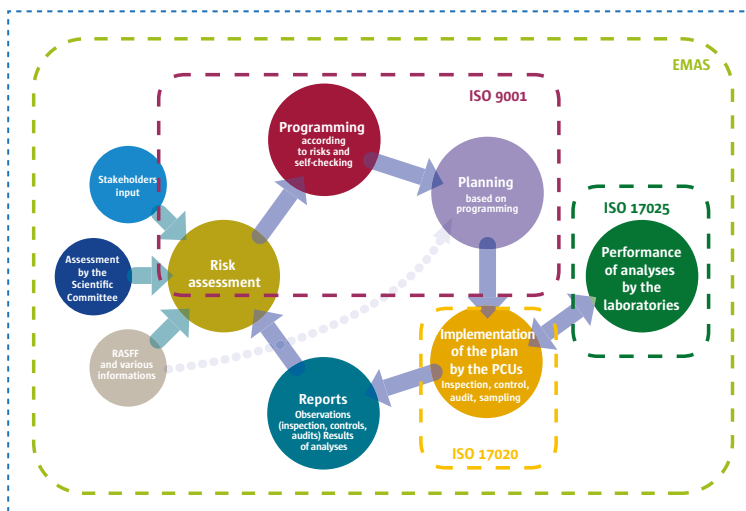 EMAS
ISO 9001
Programming
according
to risks and
self-checking
Planning
based on
programming
Stakeholders
input
Assessment
by the
Scientific
Committee
RASFF
and various
informations
Risk
assessment
ISO 17025
Performance
of analyses
by the
laboratories
Implementation
of the plan
by the PCUs
Inspection, control,
audit, sampling
ISO 17020
Reports
Observations
(inspection, controls,
audits) Results
of analyses